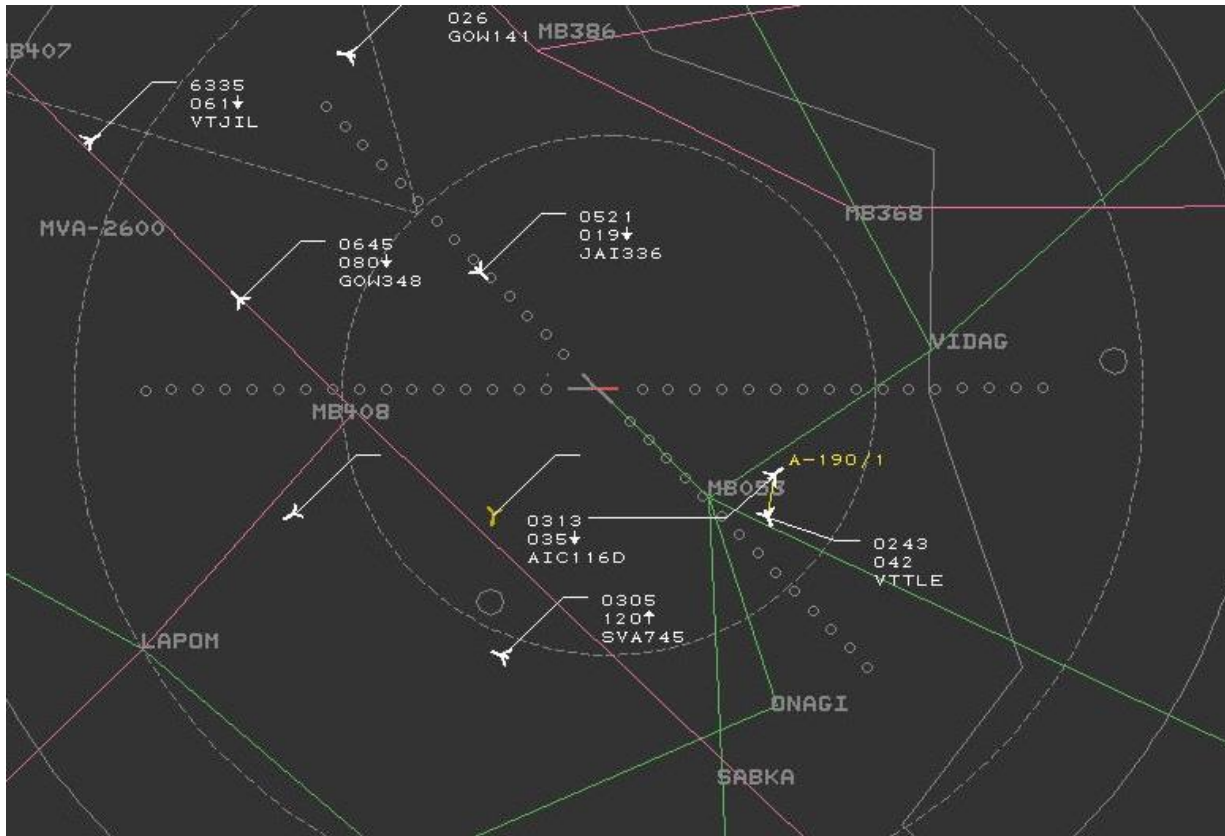 026
GOW141
MB386
MB407
6335
061↓
VTJIL
MVA-2600
0521
019↓
JAI336
MB368
0645
080↓
GOW348
VIDAG
MB408
A-190/1
MB053
0313
035↓
AIC116D
0243
042
VTTLE
0305
120↑
SVA745
LAPOM
ONAGI
SABKA